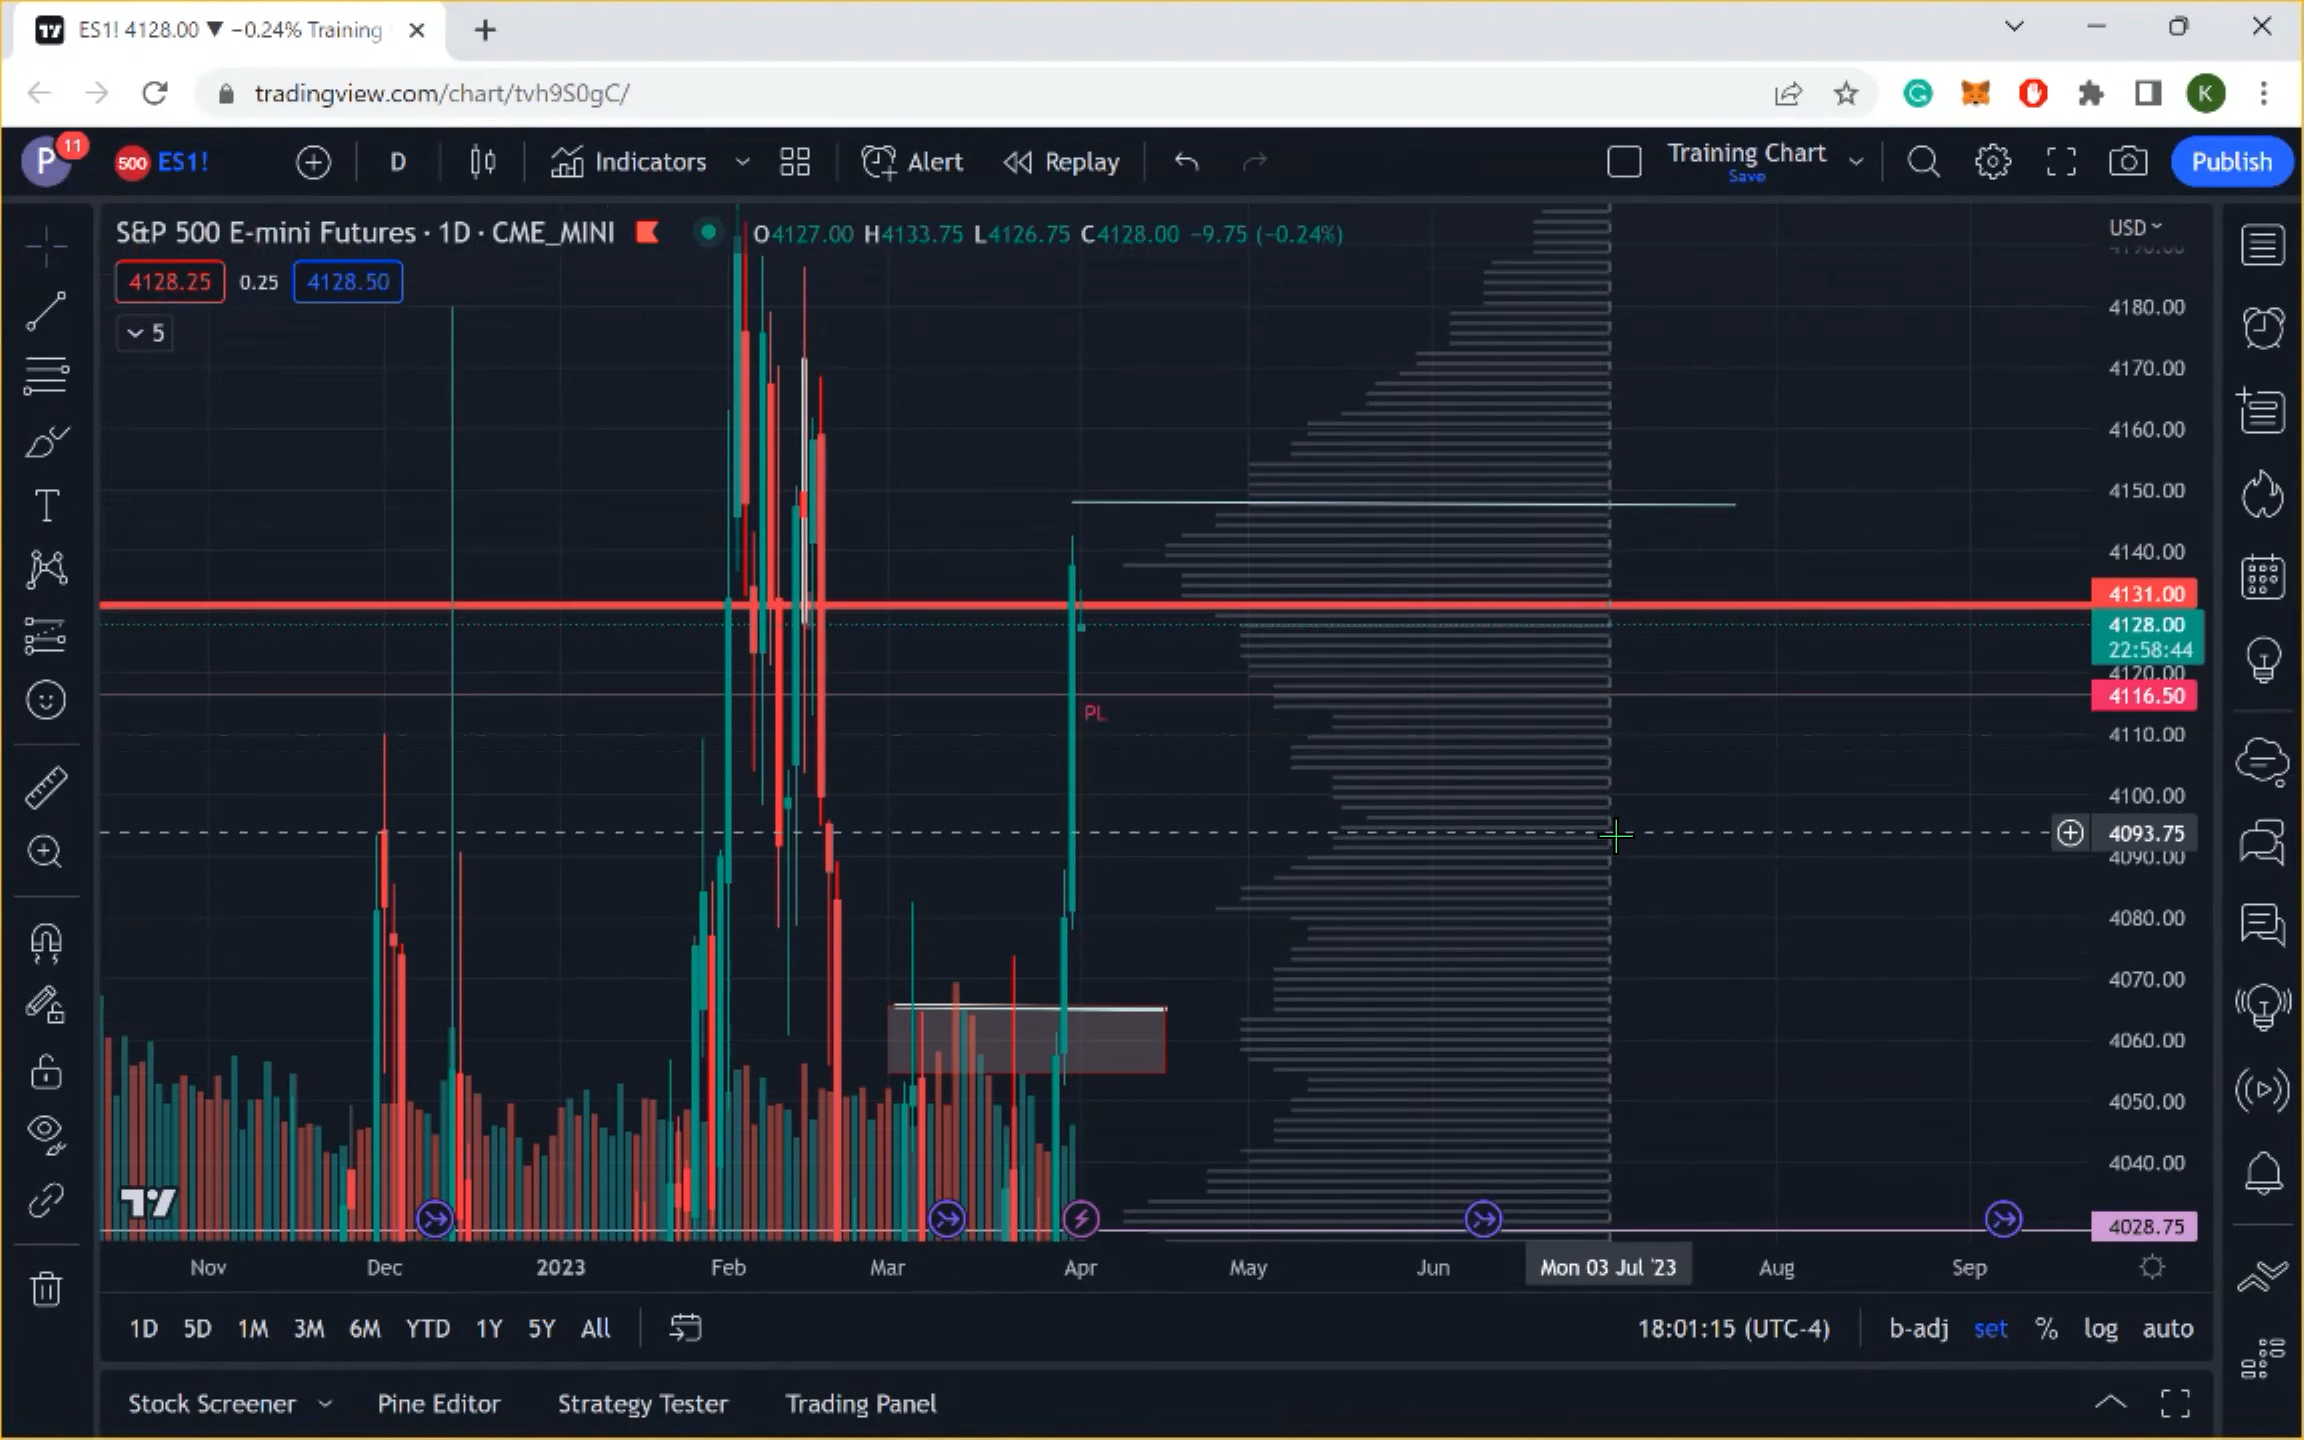 ES1! 4128.00 ▼ −0.24% Training
tradingview.com/chart/tvh9S0gC/
K
P 11
500 ES1!
D
Indicators
Alert
Replay
Training Chart
Save
Publish
S&P 500 E-mini Futures · 1D · CME_MINI
O4127.00 H4133.75 L4126.75 C4128.00 −9.75 (−0.24%)
USD
4128.25 0.25 4128.50
5
4180.00
4170.00
4160.00
4150.00
4140.00
4131.00
4128.00
22:58:44
4120.00
4116.50
PL
4110.00
4100.00
4093.75
4090.00
4080.00
4070.00
4060.00
4050.00
4040.00
4028.75
Nov Dec 2023 Feb Mar Apr May Jun Mon 03 Jul '23 Aug Sep
1D 5D 1M 3M 6M YTD 1Y 5Y All
18:01:15 (UTC-4) b-adj set % log auto
Stock Screener Pine Editor Strategy Tester Trading Panel